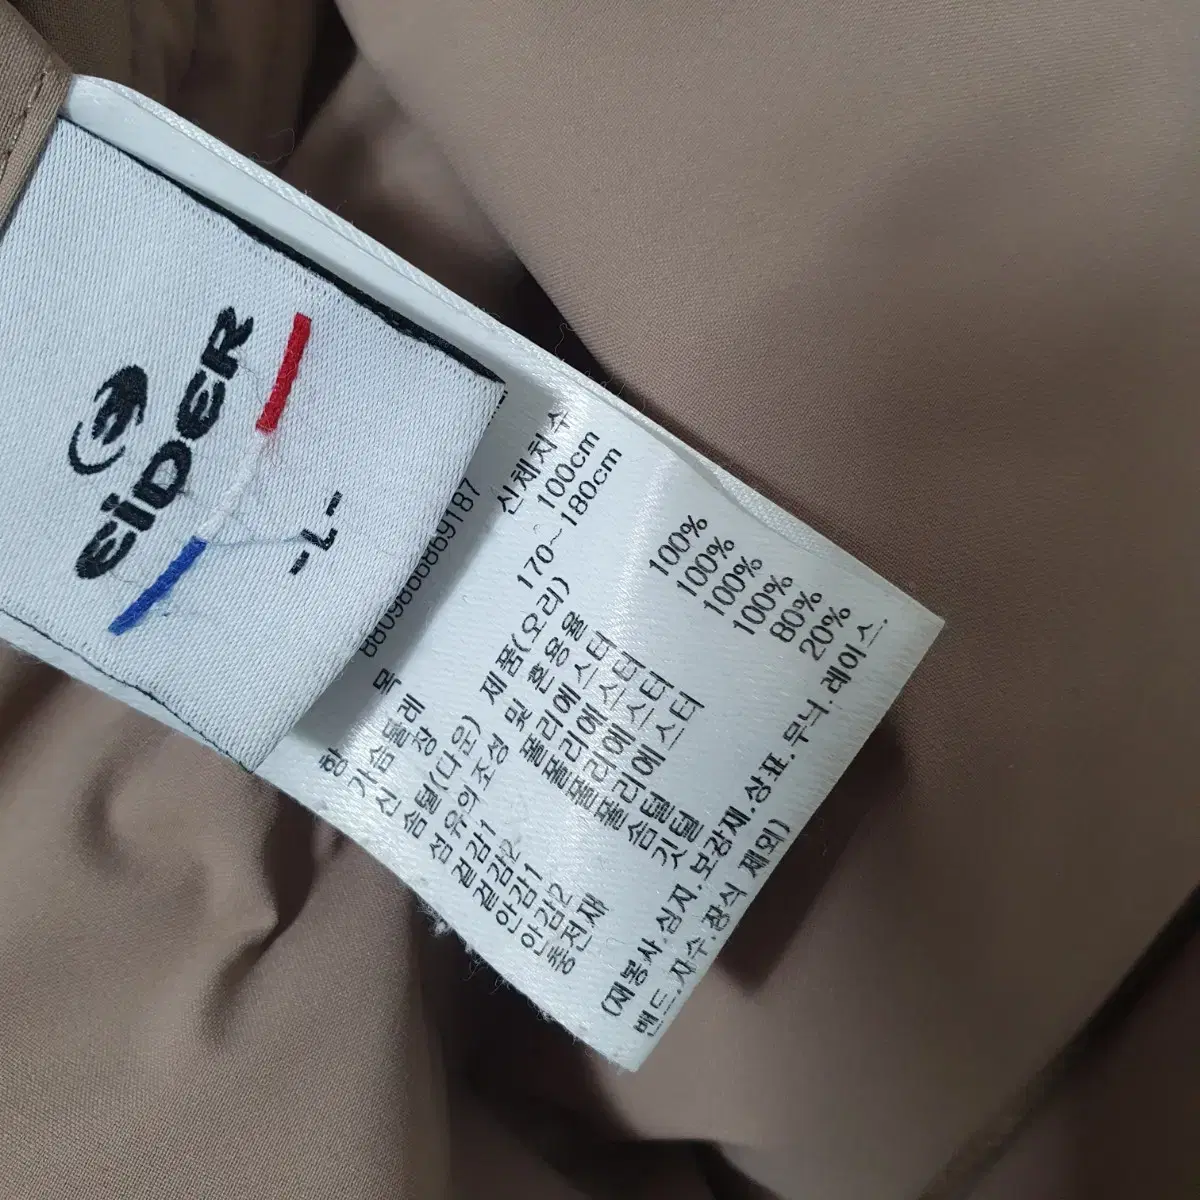 EiDER
-L-
항목 신체치수
가슴둘레 100cm
신장 170~180cm
솜털(다운) 제품(오리)
섬유의조성 및 혼용율
겉감1 폴리에스터 100%
겉감2 폴리에스터 100%
안감1 폴리에스터 100%
안감2 폴리에스터 100%
충전재 솜털 80%
깃털 20%
(재봉사.심지.보강재.상표.무늬.레이스.
밴드.자수.장식 제외)